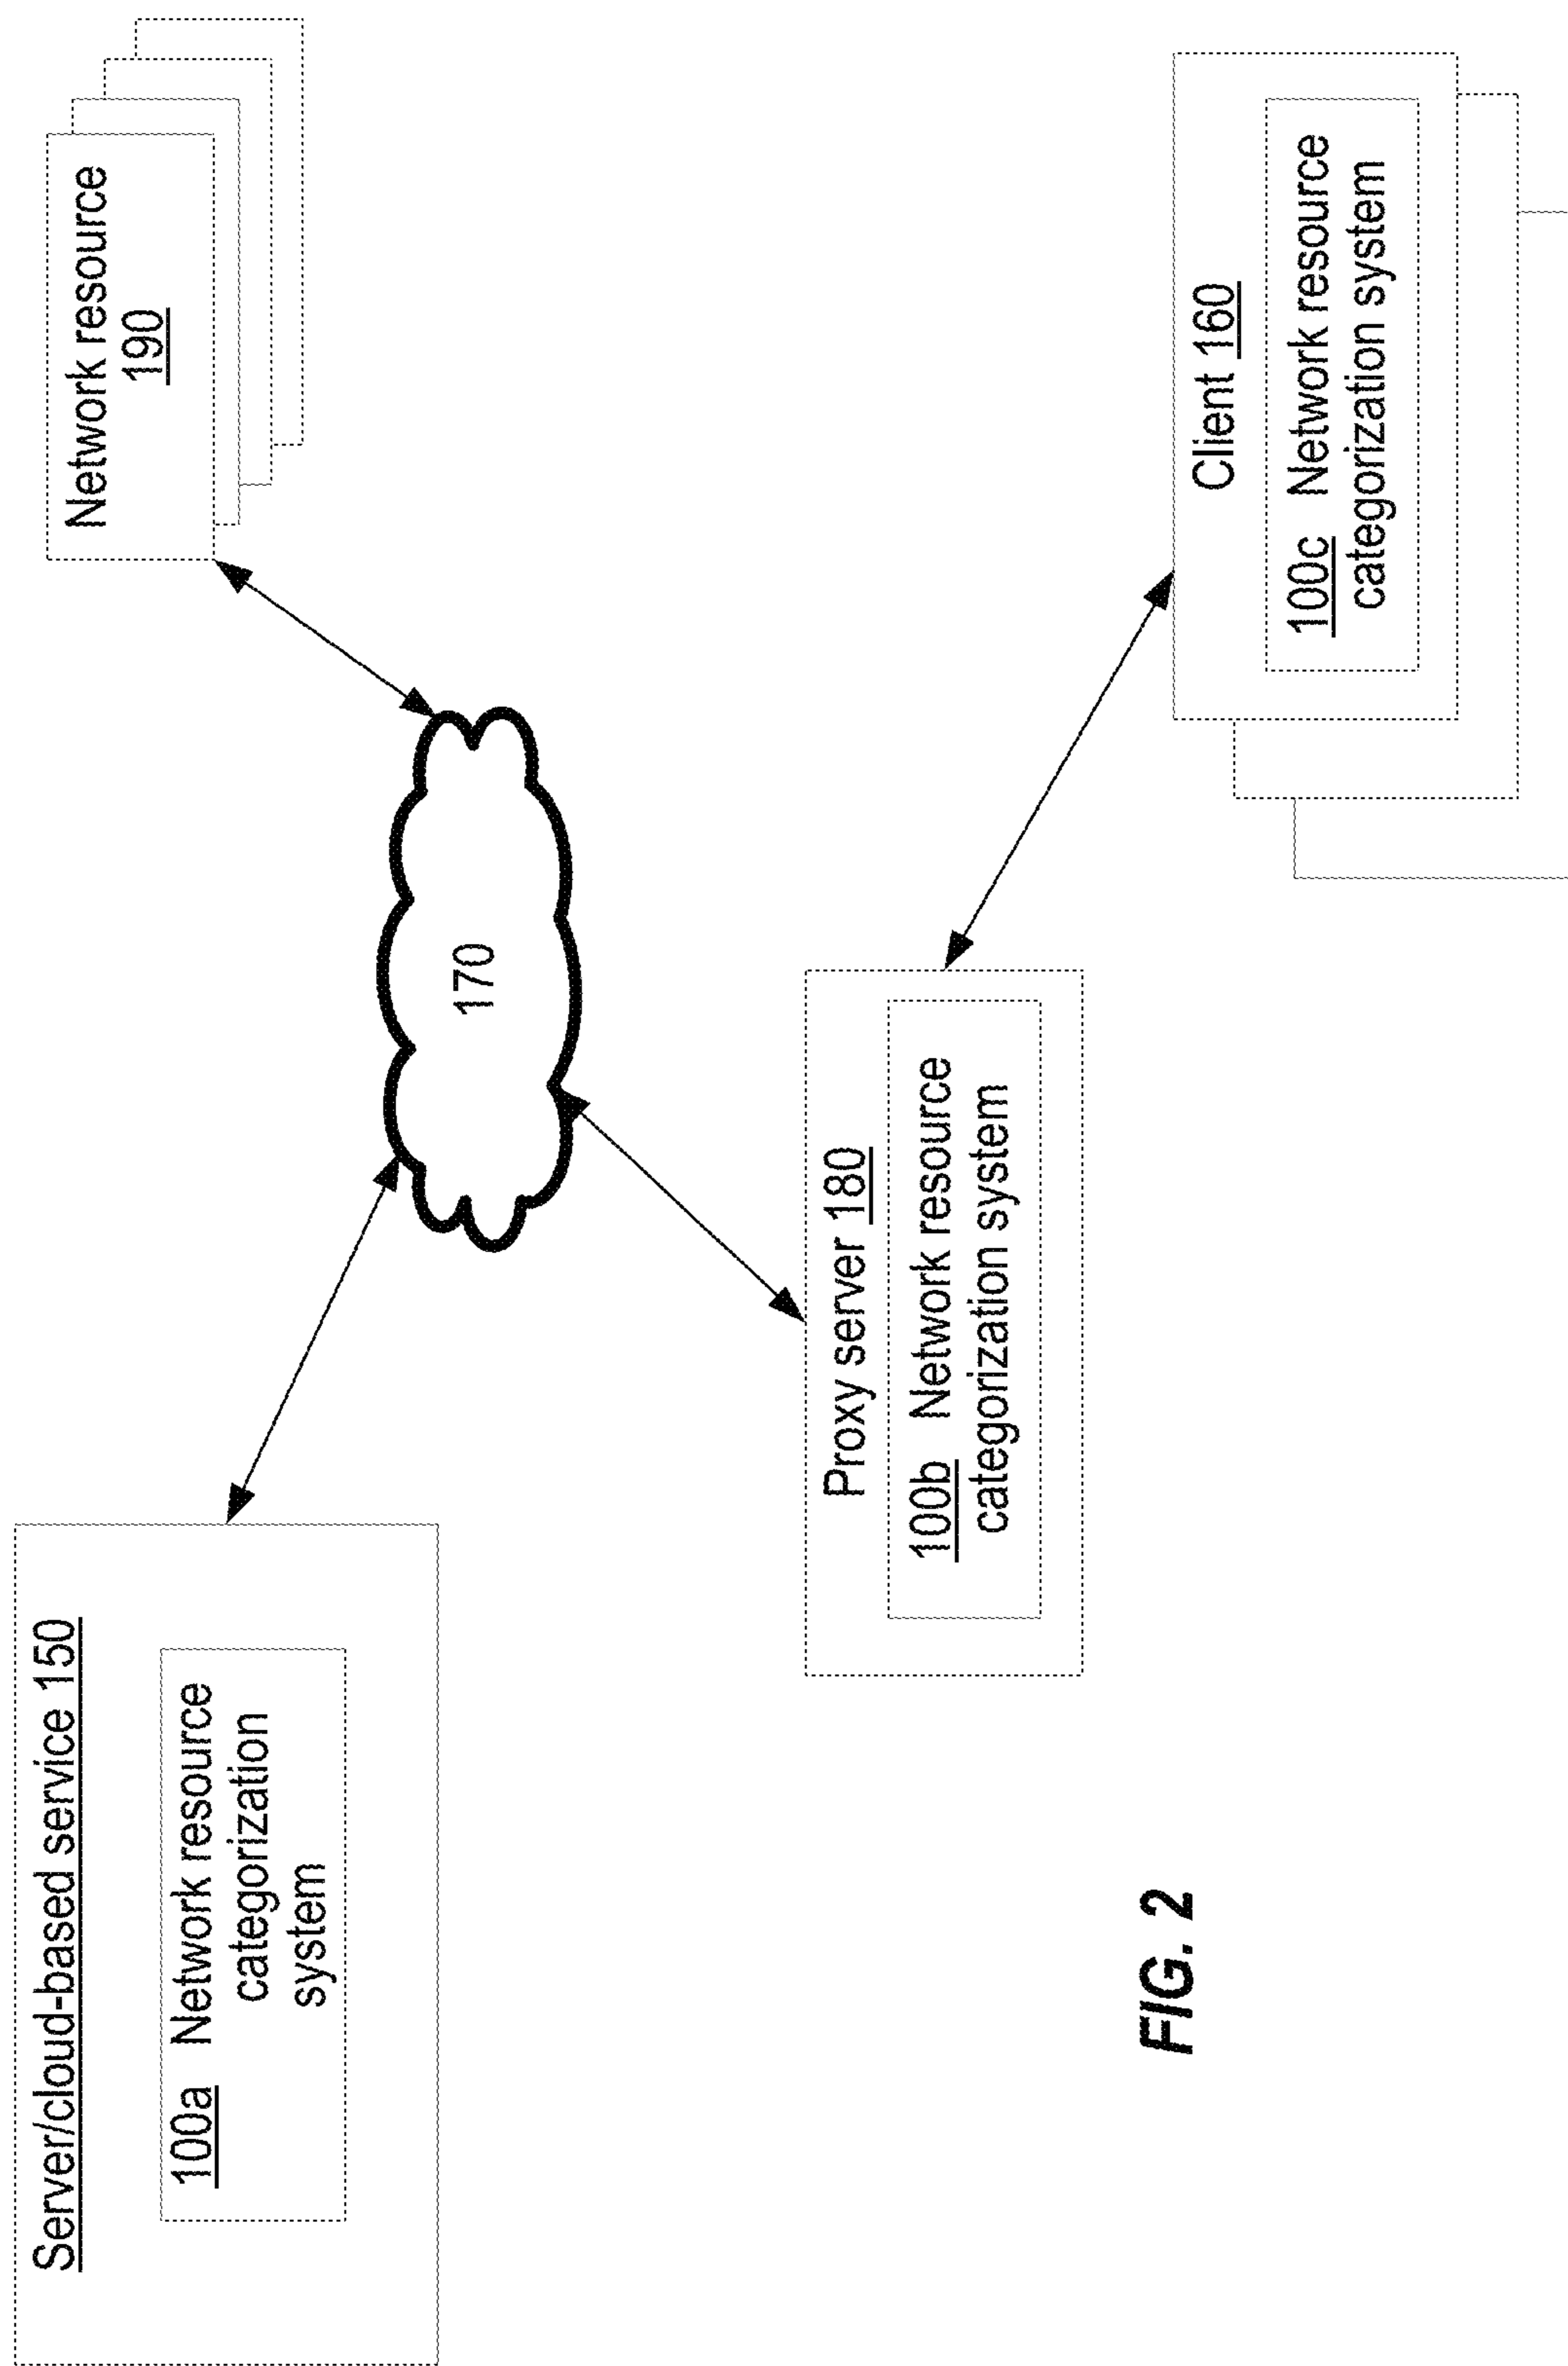 Server/cloud-based service 150
100a Network resource
categorization
system
Network resource
190
170
Proxy server 180
100b Network resource
categorization system
Client 160
100c Network resource
categorization system
FIG. 2